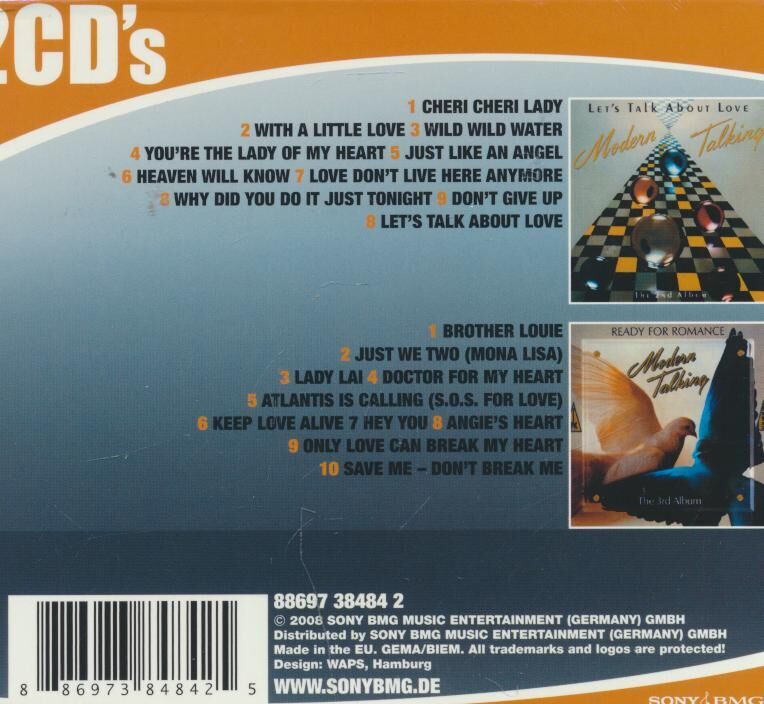 2CD's
1 CHERI CHERI LADY
2 WITH A LITTLE LOVE 3 WILD WILD WATER
4 YOU'RE THE LADY OF MY HEART 5 JUST LIKE AN ANGEL
6 HEAVEN WILL KNOW 7 LOVE DON'T LIVE HERE ANYMORE
8 WHY DID YOU DO IT JUST TONIGHT 9 DON'T GIVE UP
8 LET'S TALK ABOUT LOVE
LET'S TALK ABOUT LOVE
Modern Talking
The 2nd Album
1 BROTHER LOUIE
2 JUST WE TWO (MONA LISA)
3 LADY LAI 4 DOCTOR FOR MY HEART
5 ATLANTIS IS CALLING (S.O.S. FOR LOVE)
6 KEEP LOVE ALIVE 7 HEY YOU 8 ANGIE'S HEART
9 ONLY LOVE CAN BREAK MY HEART
10 SAVE ME – DON'T BREAK ME
READY FOR ROMANCE
Modern
Talking
The 3rd Album
88697 38484 2
© 2008 SONY BMG MUSIC ENTERTAINMENT (GERMANY) GMBH
Distributed by SONY BMG MUSIC ENTERTAINMENT (GERMANY) GMBH
Made in the EU. GEMA/BIEM. All trademarks and logos are protected!
Design: WAPS, Hamburg
WWW.SONYBMG.DE
8 86973 84842 5
SONY BMG